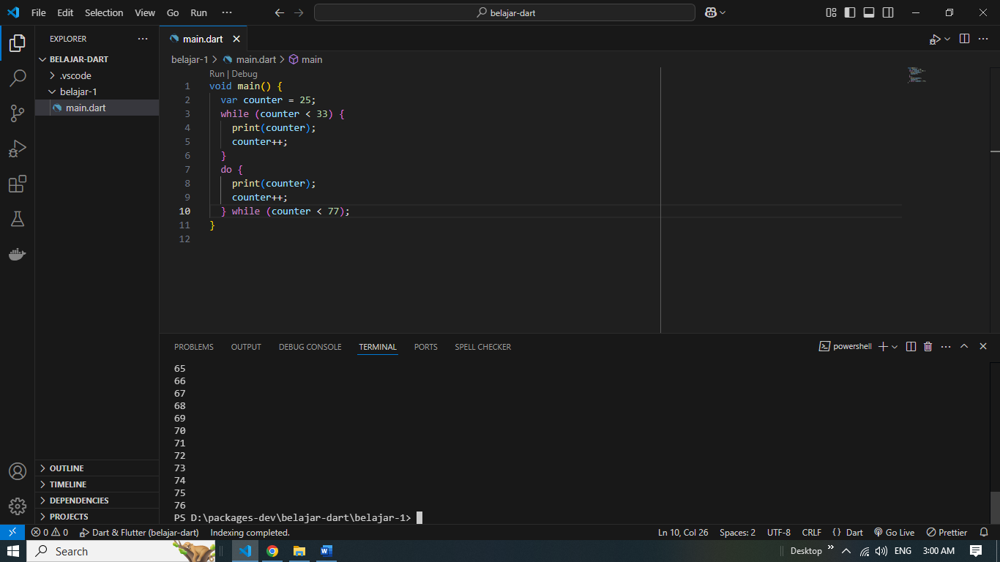 File Edit Selection View Go Run ··· belajar-dart
EXPLORER ···
BELAJAR-DART
.vscode
belajar-1
main.dart
OUTLINE
TIMELINE
DEPENDENCIES
PROJECTS
main.dart
belajar-1 > main.dart > main
Run | Debug
1 void main() {
2 var counter = 25;
3 while (counter < 33) {
4 print(counter);
5 counter++;
6 }
7 do {
8 print(counter);
9 counter++;
10 } while (counter < 77);
11 }
12
PROBLEMS OUTPUT DEBUG CONSOLE TERMINAL PORTS SPELL CHECKER powershell
65
66
67
68
69
70
71
72
73
74
75
76
PS D:\packages-dev\belajar-dart\belajar-1>
0 0 Dart & Flutter (belajar-dart) Indexing completed. Ln 10, Col 26 Spaces: 2 UTF-8 CRLF {} Dart Go Live Prettier
Search Desktop ENG 3:00 AM